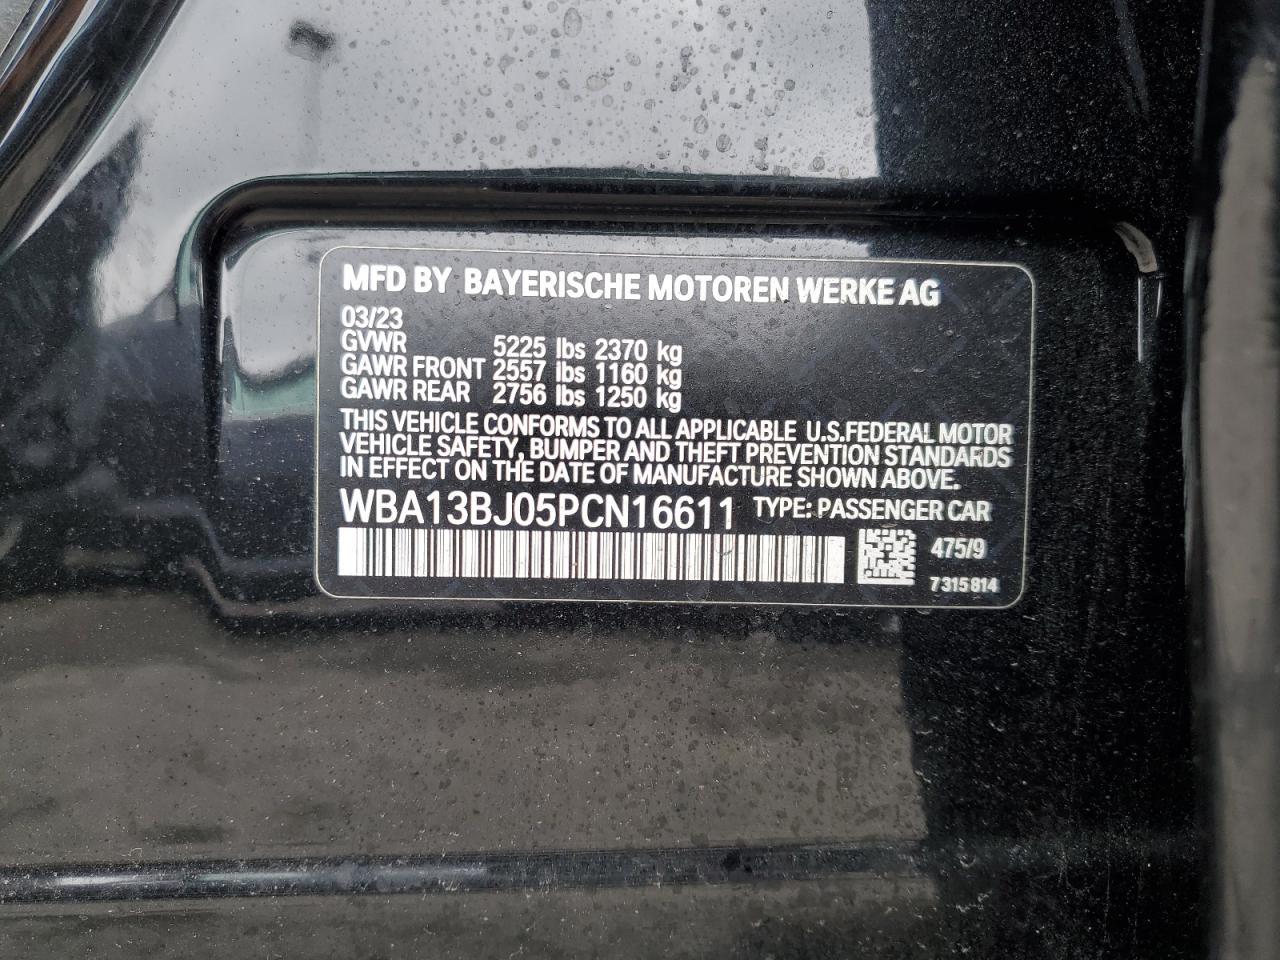 MFD BY BAYERISCHE MOTOREN WERKE AG
03/23
GVWR 5225 lbs 2370 kg
GAWR FRONT 2557 lbs 1160 kg
GAWR REAR 2756 lbs 1250 kg
THIS VEHICLE CONFORMS TO ALL APPLICABLE U.S.FEDERAL MOTOR
VEHICLE SAFETY, BUMPER AND THEFT PREVENTION STANDARDS
IN EFFECT ON THE DATE OF MANUFACTURE SHOWN ABOVE.
WBA13BJ05PCN16611 TYPE: PASSENGER CAR
475/9
7315814